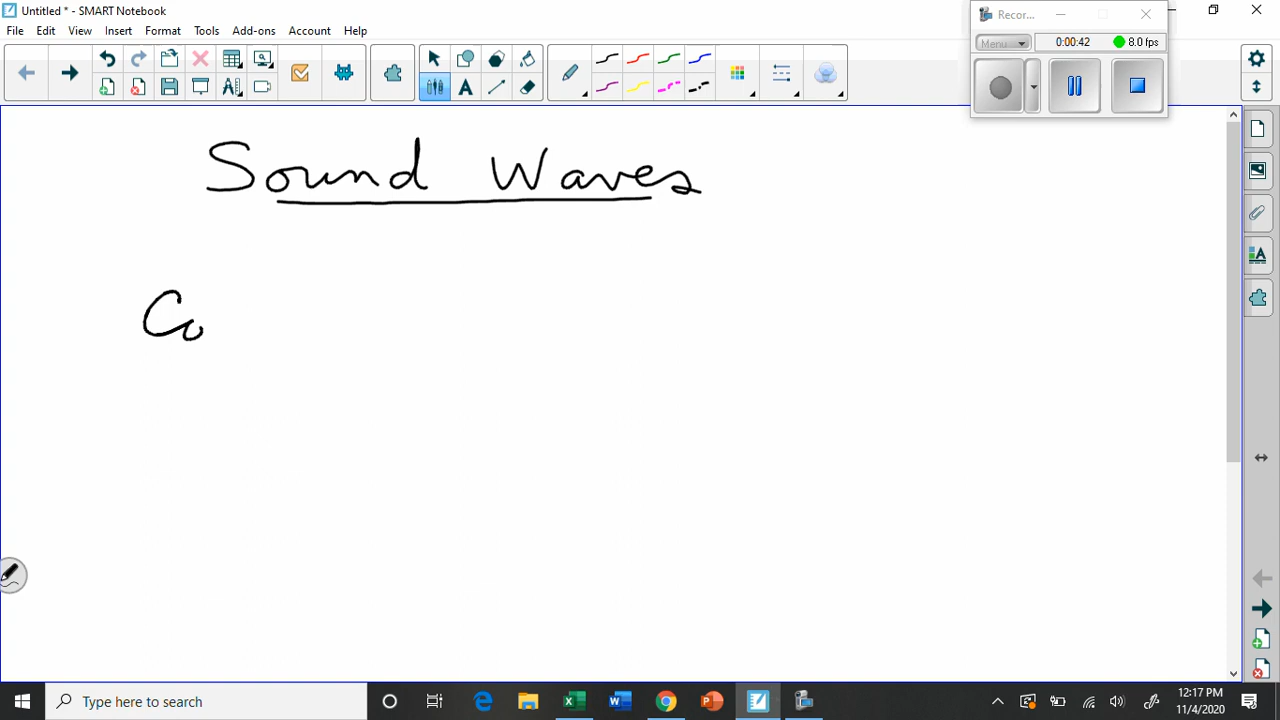 Untitled * - SMART Notebook
File Edit View Insert Format Tools Add-ons Account Help
Recor...
Menu
0:00:42
8.0 fps
Sound Waves
Co
Type here to search
12:17 PM
11/4/2020